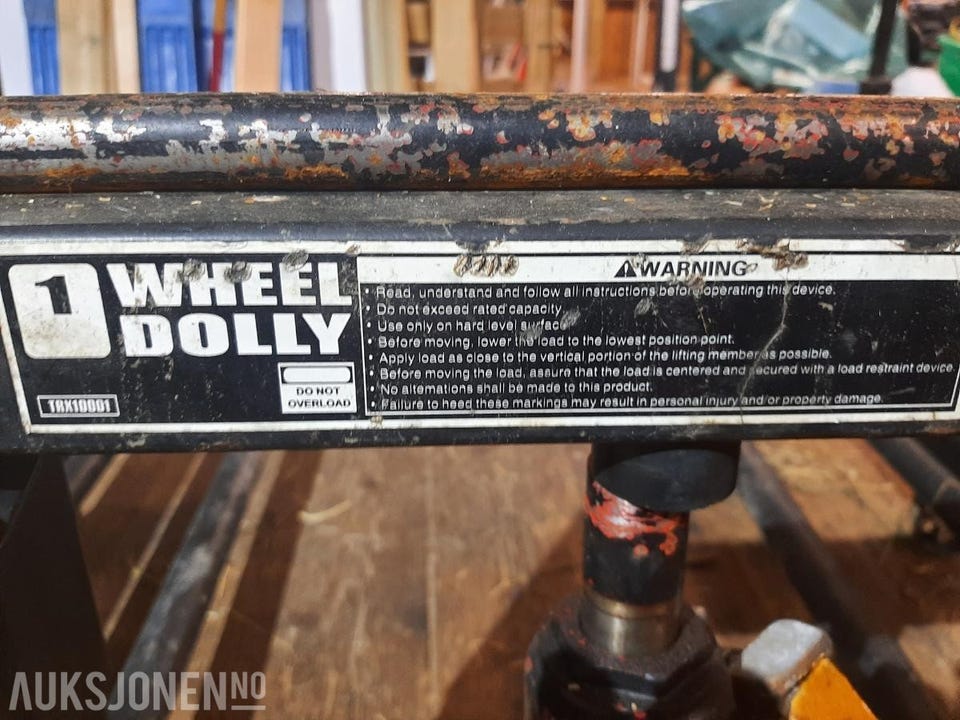 1 WHEEL
DOLLY
TRX10001
DO NOT
OVERLOAD
WARNING
• Read, understand and follow all instructions before operating this device.
• Do not exceed rated capacity
• Use only on hard level surface
• Before moving, lower the load to the lowest position point.
• Apply load as close to the vertical portion of the lifting member as possible.
• Before moving the load, assure that the load is centered and secured with a load restraint device.
• No alternations shall be made to this product.
• Failure to heed these markings may result in personal injury and/or property damage.
AUKSJONEN NO